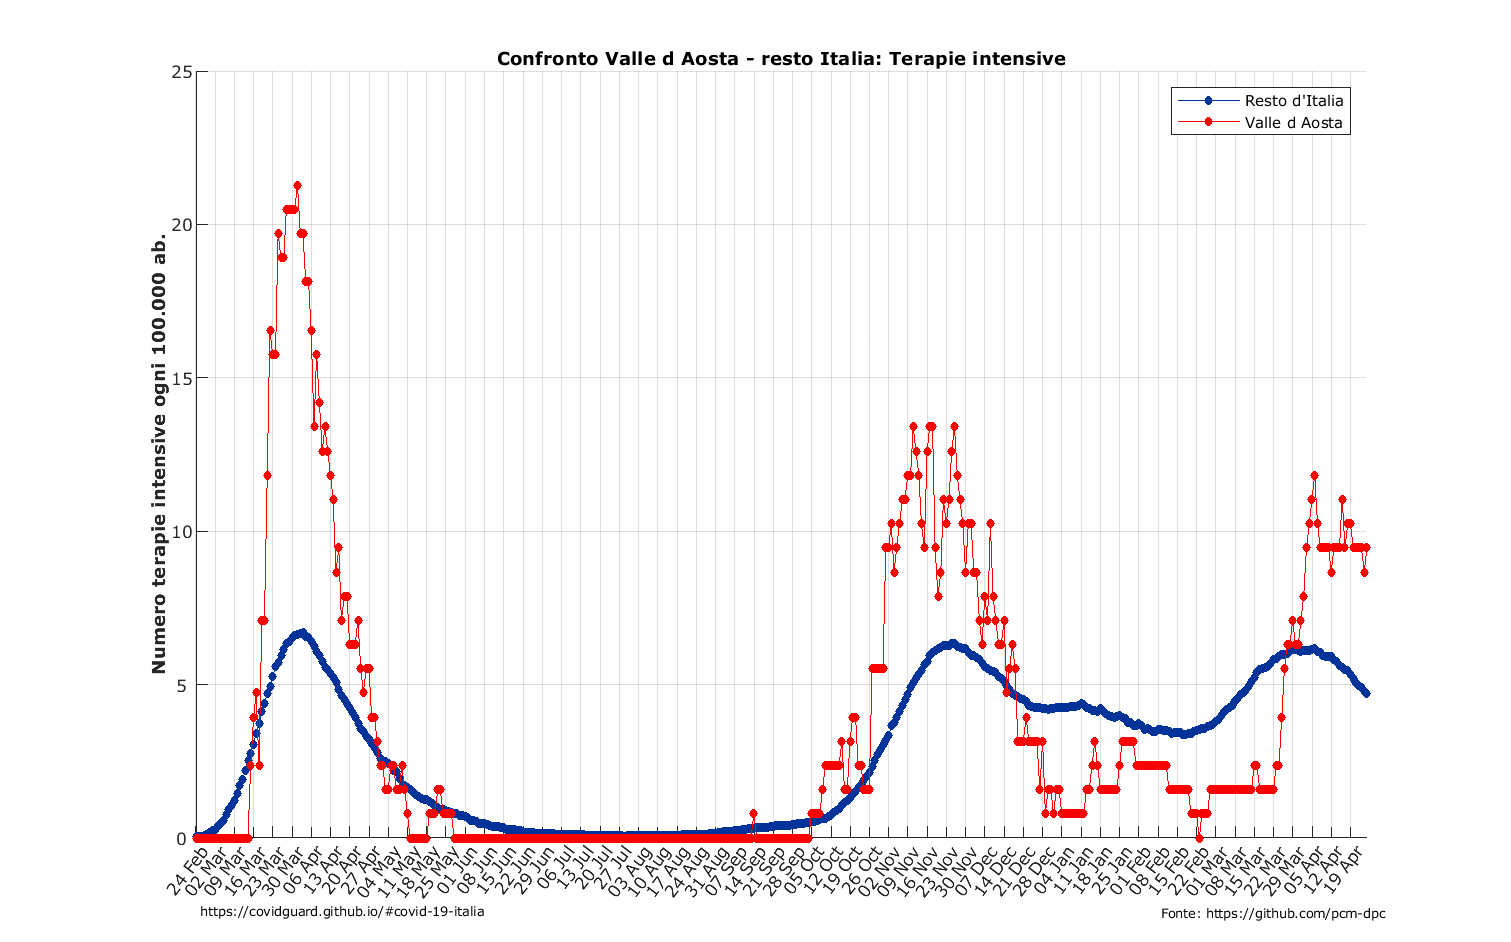 Confronto Valle d Aosta - resto Italia: Terapie intensive
Resto d'Italia
Valle d Aosta
Numero terapie intensive ogni 100.000 ab.
25
20
15
10
5
0
24 Feb
02 Mar
09 Mar
16 Mar
23 Mar
30 Mar
06 Apr
13 Apr
20 Apr
27 Apr
04 May
11 May
18 May
25 May
01 Jun
08 Jun
15 Jun
22 Jun
29 Jun
06 Jul
13 Jul
20 Jul
27 Jul
03 Aug
10 Aug
17 Aug
24 Aug
31 Aug
07 Sep
14 Sep
21 Sep
28 Sep
05 Oct
12 Oct
19 Oct
26 Oct
02 Nov
09 Nov
16 Nov
23 Nov
30 Nov
07 Dec
14 Dec
21 Dec
28 Dec
04 Jan
11 Jan
18 Jan
25 Jan
01 Feb
08 Feb
15 Feb
22 Feb
01 Mar
08 Mar
15 Mar
22 Mar
29 Mar
05 Apr
12 Apr
19 Apr
https://covidguard.github.io/#covid-19-italia
Fonte: https://github.com/pcm-dpc